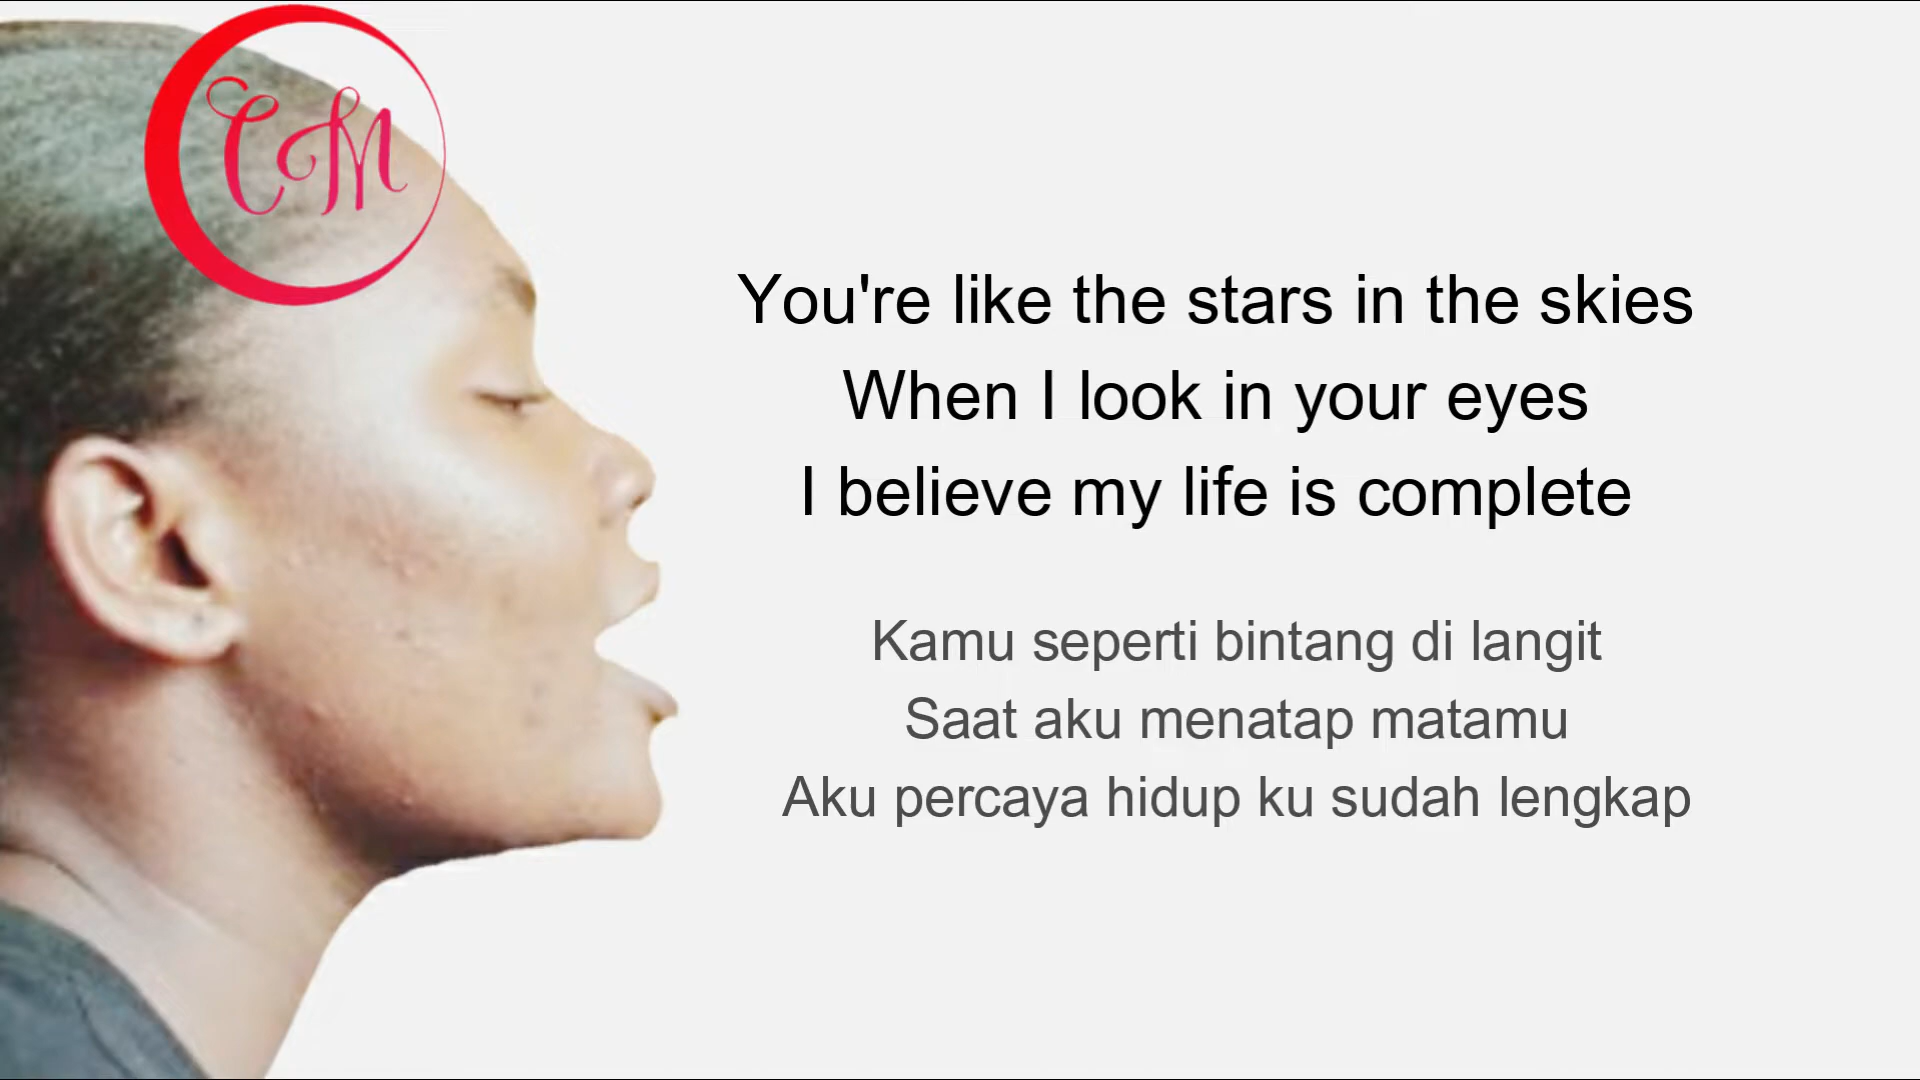 CM
You're like the stars in the skies
When I look in your eyes
I believe my life is complete
Kamu seperti bintang di langit
Saat aku menatap matamu
Aku percaya hidup ku sudah lengkap